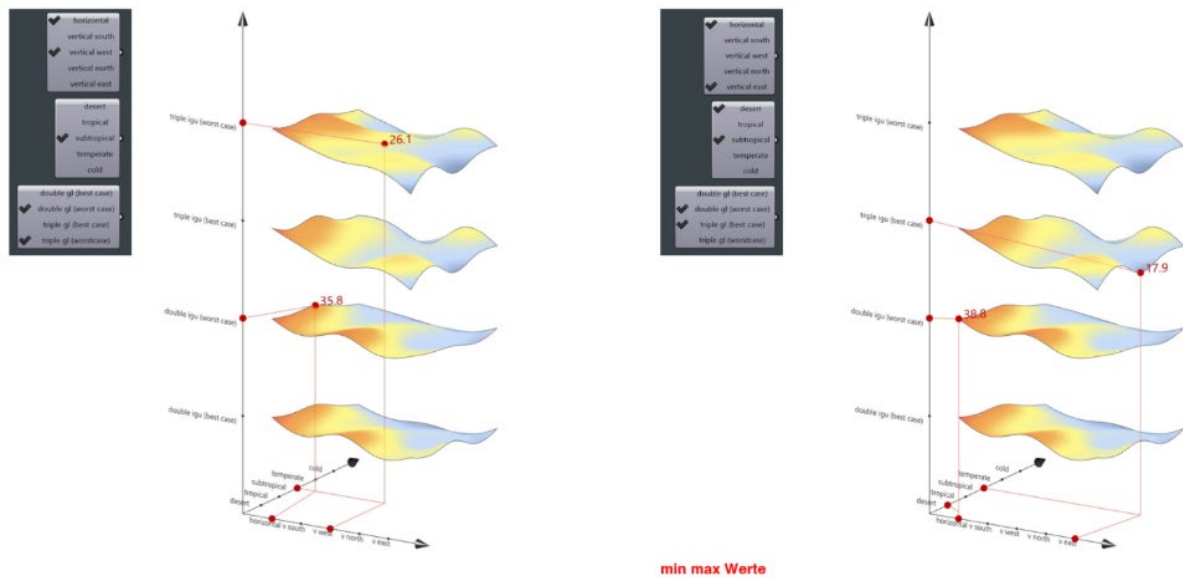 horizontal
vertical south
vertical west
vertical north
vertical east
desert
tropical
subtropical
temperate
cold
double gl (best case)
double gl (worst case)
triple gl (best case)
triple gl (worstcase)
triple igu (worst case)
26.1
triple igu (best case)
35.8
double igu (worst case)
double igu (best case)
cold
temperate
subtropical
tropical
desert
horizontal v south v west v north v east
horizontal
vertical south
vertical west
vertical north
vertical east
desert
tropical
subtropical
temperate
cold
double gl (best case)
double gl (worst case)
triple gl (best case)
triple gl (worstcase)
triple igu (worst case)
triple igu (best case)
17.9
double igu (worst case)
38.8
double igu (best case)
cold
temperate
subtropical
tropical
desert
horizontal v south v west v north v east
min max Werte